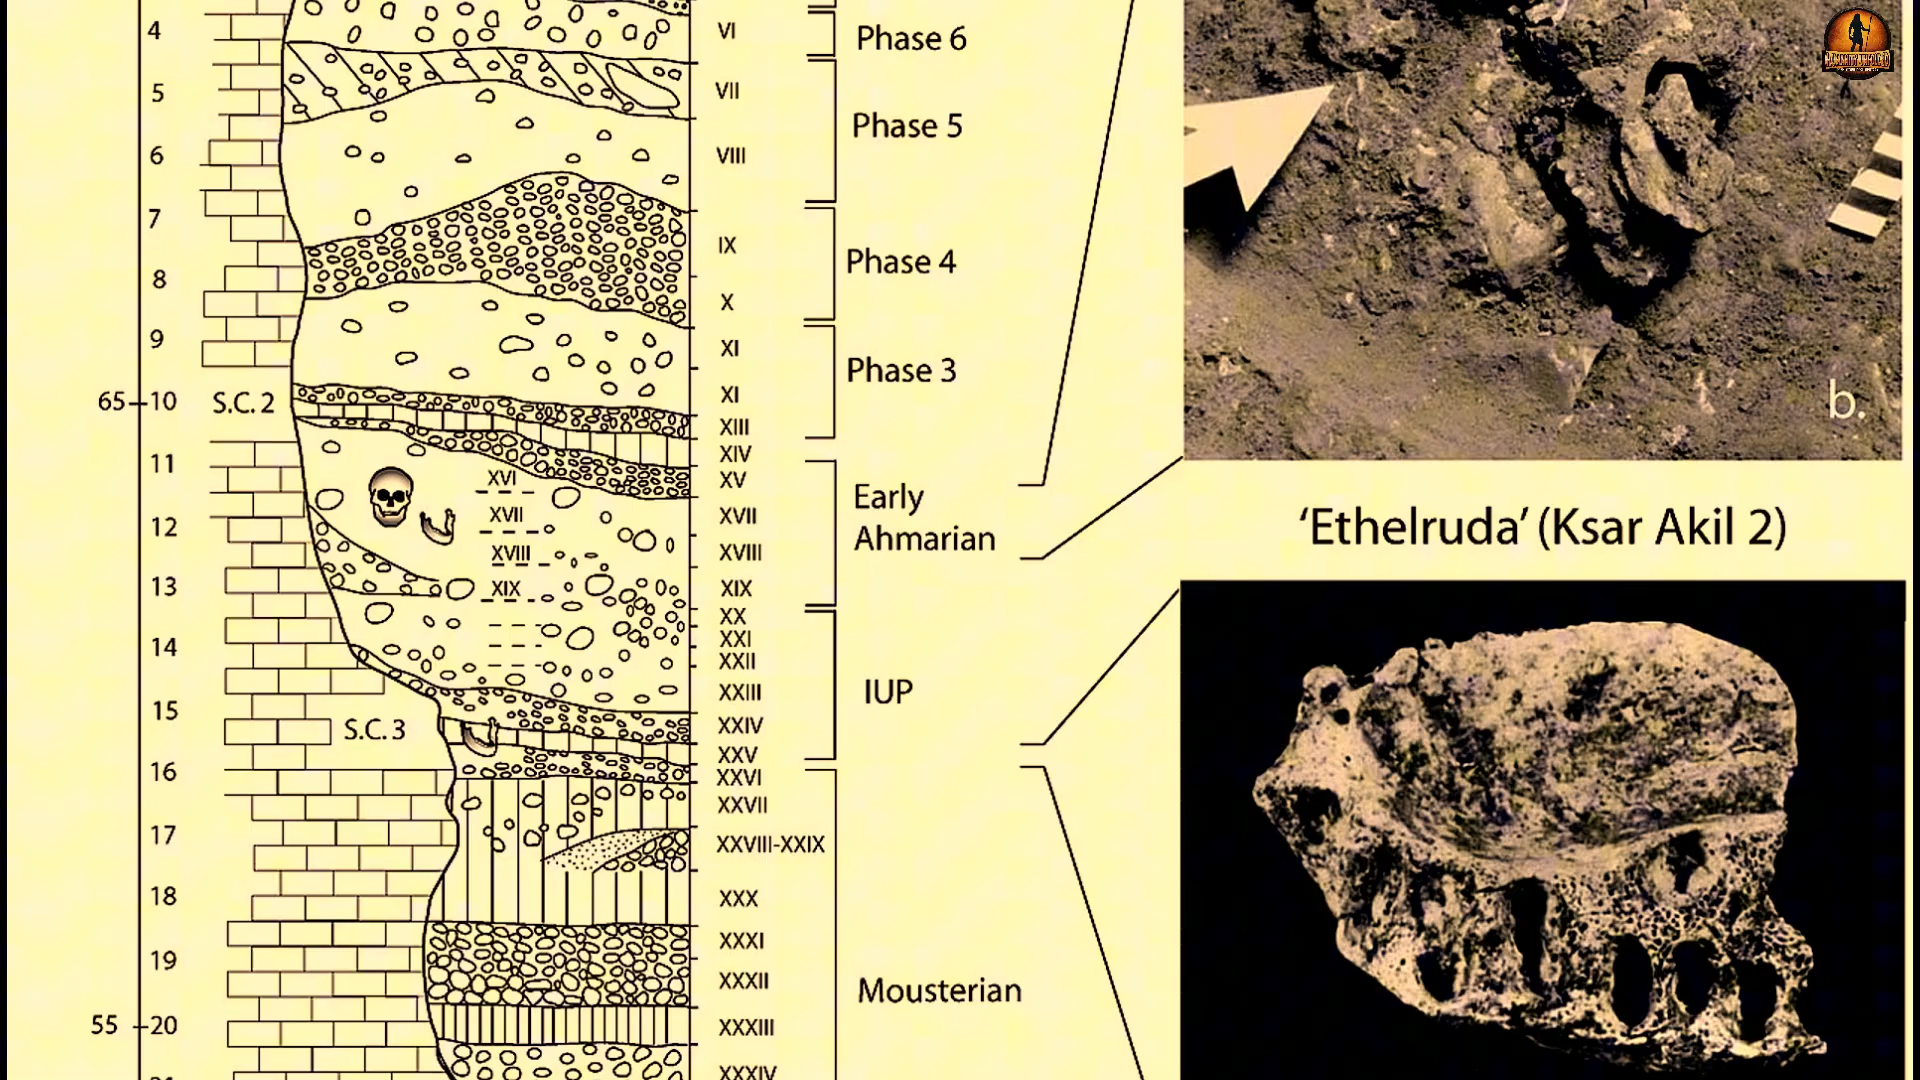 4
5
6
7
8
9
65
10
11
12
13
14
15
16
17
18
19
55
20
S.C. 2
S.C. 3
XVI
XVII
XVIII
XIX
VI
VII
VIII
IX
X
XI
XI
XIII
XIV
XV
XVII
XVIII
XIX
XX
XXI
XXII
XXIII
XXIV
XXV
XXVI
XXVII
XXVIII-XXIX
XXX
XXXI
XXXII
XXXIII
XXXIV
Phase 6
Phase 5
Phase 4
Phase 3
Early
Ahmarian
IUP
Mousterian
b.
'Ethelruda' (Ksar Akil 2)